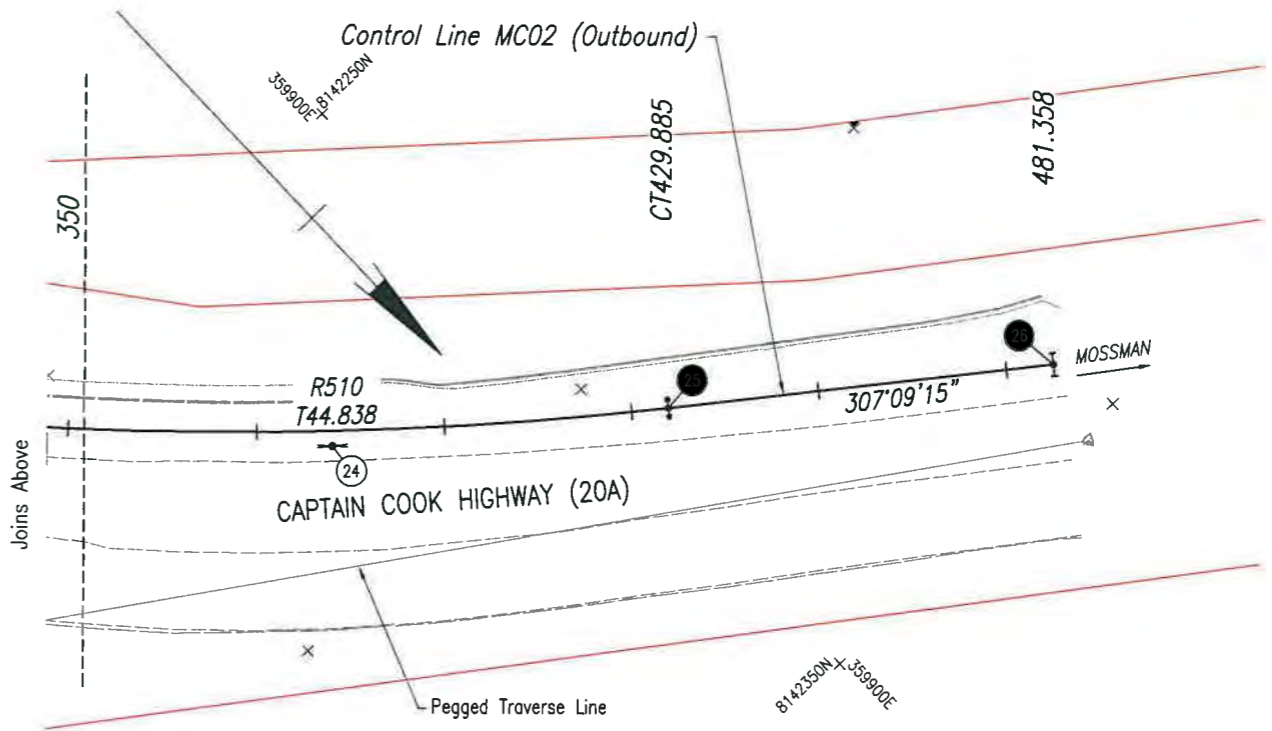 Control Line MC02 (Outbound)
359900E
8142250N
CT429.885
481.358
350
26
MOSSMAN
25
R510
T44.838
307°09'15"
24
Joins Above
CAPTAIN COOK HIGHWAY (20A)
8142350N
359900E
Pegged Traverse Line